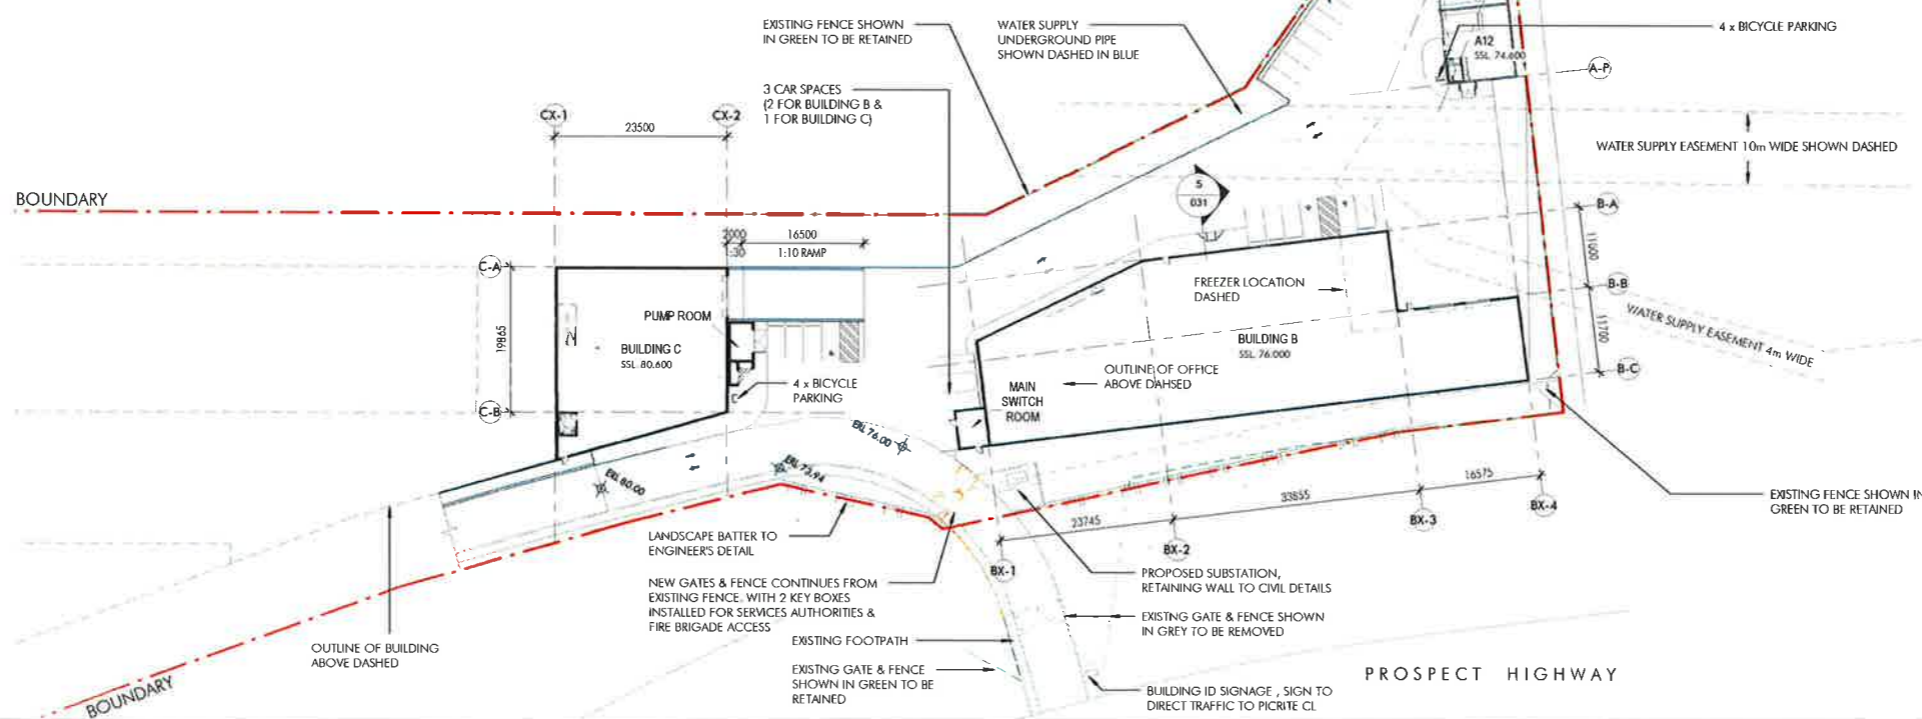 EXISTING FENCE SHOWN
IN GREEN TO BE RETAINED
WATER SUPPLY
UNDERGROUND PIPE
SHOWN DASHED IN BLUE
4 x BICYCLE PARKING
A12
SSL 74.600
A-P
3 CAR SPACES
(2 FOR BUILDING B &
1 FOR BUILDING C)
CX-1
CX-2
23500
WATER SUPPLY EASEMENT 10m WIDE SHOWN DASHED
BOUNDARY
S
031
B-A
2000
16500
1:30
1:10 RAMP
11600
C-A
FREEZER LOCATION
DASHED
B-B
PUMP ROOM
WATER SUPPLY EASEMENT 4m WIDE
19865
BUILDING C
SSL 80.600
BUILDING B
SSL 76.000
11700
OUTLINE OF OFFICE
ABOVE DAHSED
B-C
4 x BICYCLE
PARKING
MAIN
SWITCH
ROOM
C-B
76.00
73.94
80.00
16575
33855
23745
EXISTING FENCE SHOWN IN
GREEN TO BE RETAINED
BX-4
BX-3
BX-2
BX-1
LANDSCAPE BATTER TO
ENGINEER'S DETAIL
PROPOSED SUBSTATION,
RETAINING WALL TO CIVIL DETAILS
NEW GATES & FENCE CONTINUES FROM
EXISTING FENCE. WITH 2 KEY BOXES
INSTALLED FOR SERVICES AUTHORITIES &
FIRE BRIGADE ACCESS
EXISTNG GATE & FENCE SHOWN
IN GREY TO BE REMOVED
OUTLINE OF BUILDING
ABOVE DASHED
EXISTING FOOTPATH
EXISTNG GATE & FENCE
SHOWN IN GREEN TO BE
RETAINED
PROSPECT HIGHWAY
BOUNDARY
BUILDING ID SIGNAGE , SIGN TO
DIRECT TRAFFIC TO PICRITE CL